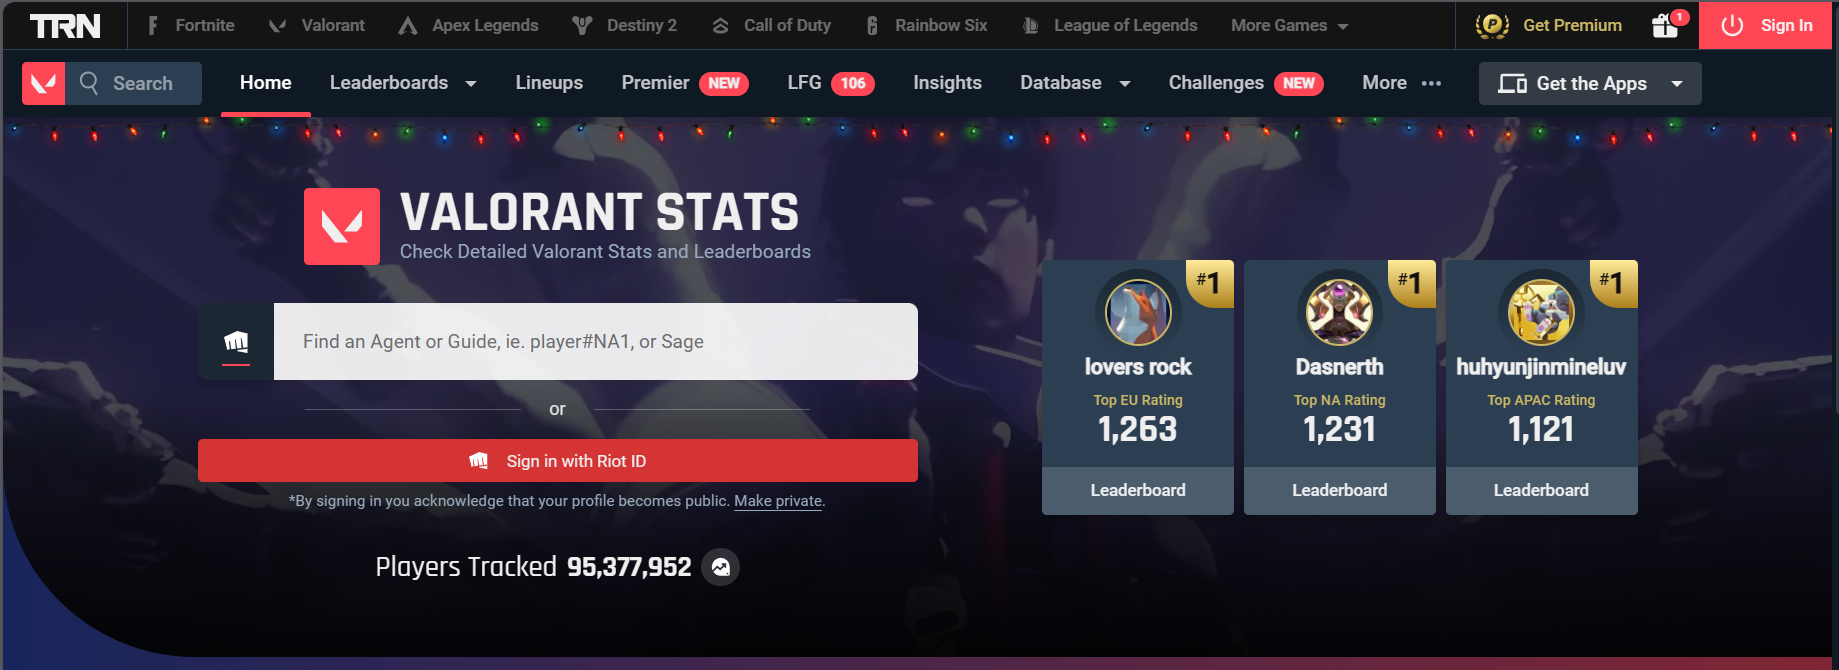 TRN Fortnite Valorant Apex Legends Destiny 2 Call of Duty Rainbow Six League of Legends More Games Get Premium 1 Sign In
Search Home Leaderboards Lineups Premier NEW LFG 106 Insights Database Challenges NEW More Get the Apps
VALORANT STATS
Check Detailed Valorant Stats and Leaderboards
Find an Agent or Guide, ie. player#NA1, or Sage
or
Sign in with Riot ID
*By signing in you acknowledge that your profile becomes public. Make private.
Players Tracked 95,377,952
#1
lovers rock
Top EU Rating
1,263
Leaderboard
#1
Dasnerth
Top NA Rating
1,231
Leaderboard
#1
huhyunjinmineluv
Top APAC Rating
1,121
Leaderboard